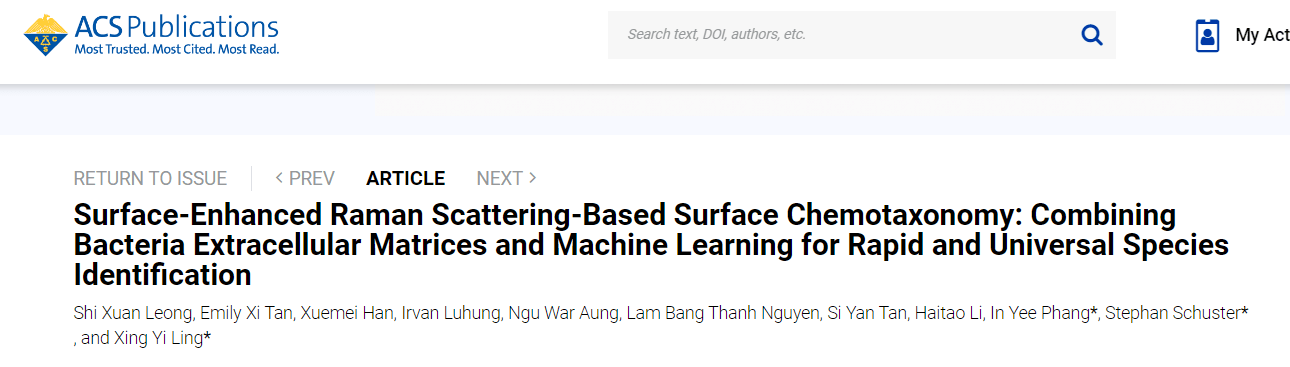 ACS Publications
Most Trusted. Most Cited. Most Read.
Search text, DOI, authors, etc.
My Act
RETURN TO ISSUE
< PREV
ARTICLE
NEXT >
Surface-Enhanced Raman Scattering-Based Surface Chemotaxonomy: Combining
Bacteria Extracellular Matrices and Machine Learning for Rapid and Universal Species
Identification
Shi Xuan Leong, Emily Xi Tan, Xuemei Han, Irvan Luhung, Ngu War Aung, Lam Bang Thanh Nguyen, Si Yan Tan, Haitao Li, In Yee Phang*, Stephan Schuster*
, and Xing Yi Ling*